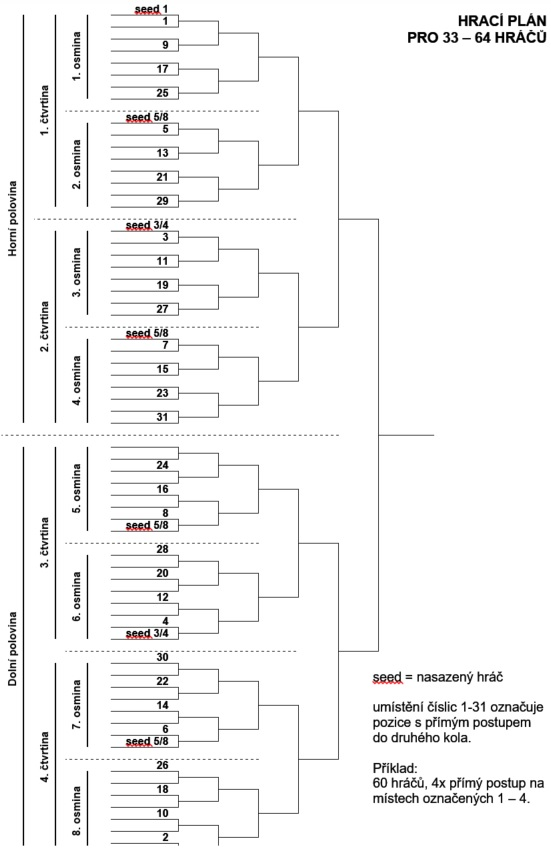 HRACÍ PLÁN
PRO 33 – 64 HRÁČŮ
Horní polovina
1. čtvrtina
1. osmina
seed 1
1
9
17
25
2. osmina
seed 5/8
5
13
21
29
2. čtvrtina
3. osmina
seed 3/4
3
11
19
27
4. osmina
seed 5/8
7
15
23
31
Dolní polovina
3. čtvrtina
5. osmina
24
16
8
seed 5/8
6. osmina
28
20
12
4
seed 3/4
4. čtvrtina
7. osmina
30
22
14
6
seed 5/8
8. osmina
26
18
10
2
seed = nasazený hráč
umístění číslic 1-31 označuje
pozice s přímým postupem
do druhého kola.
Příklad:
60 hráčů, 4x přímý postup na
místech označených 1 – 4.